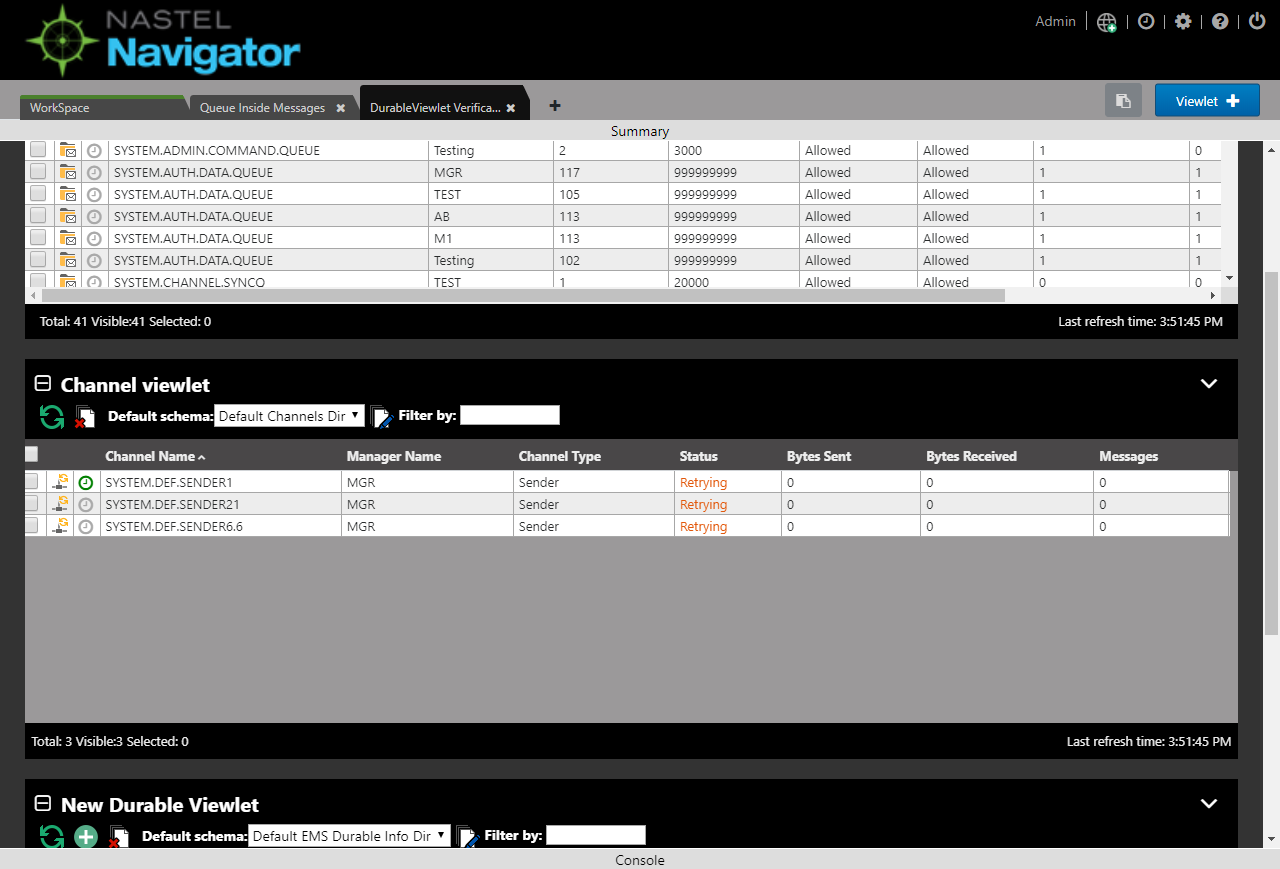 NASTEL
Navigator
Admin
WorkSpace
Queue Inside Messages
DurableViewlet Verifica...
Viewlet
Summary
SYSTEM.ADMIN.COMMAND.QUEUE Testing 2 3000 Allowed Allowed 1 0
SYSTEM.AUTH.DATA.QUEUE MGR 117 999999999 Allowed Allowed 1 1
SYSTEM.AUTH.DATA.QUEUE TEST 105 999999999 Allowed Allowed 1 1
SYSTEM.AUTH.DATA.QUEUE AB 113 999999999 Allowed Allowed 1 1
SYSTEM.AUTH.DATA.QUEUE M1 113 999999999 Allowed Allowed 1 1
SYSTEM.AUTH.DATA.QUEUE Testing 102 999999999 Allowed Allowed 1 1
SYSTEM.CHANNEL.SYNCQ TEST 1 20000 Allowed Allowed 0 0
Total: 41 Visible:41 Selected: 0 Last refresh time: 3:51:45 PM
Channel viewlet
Default schema: Default Channels Dir Filter by:
Channel Name Manager Name Channel Type Status Bytes Sent Bytes Received Messages
SYSTEM.DEF.SENDER1 MGR Sender Retrying 0 0 0
SYSTEM.DEF.SENDER21 MGR Sender Retrying 0 0 0
SYSTEM.DEF.SENDER6.6 MGR Sender Retrying 0 0 0
Total: 3 Visible:3 Selected: 0 Last refresh time: 3:51:45 PM
New Durable Viewlet
Default schema: Default EMS Durable Info Dir Filter by:
Console